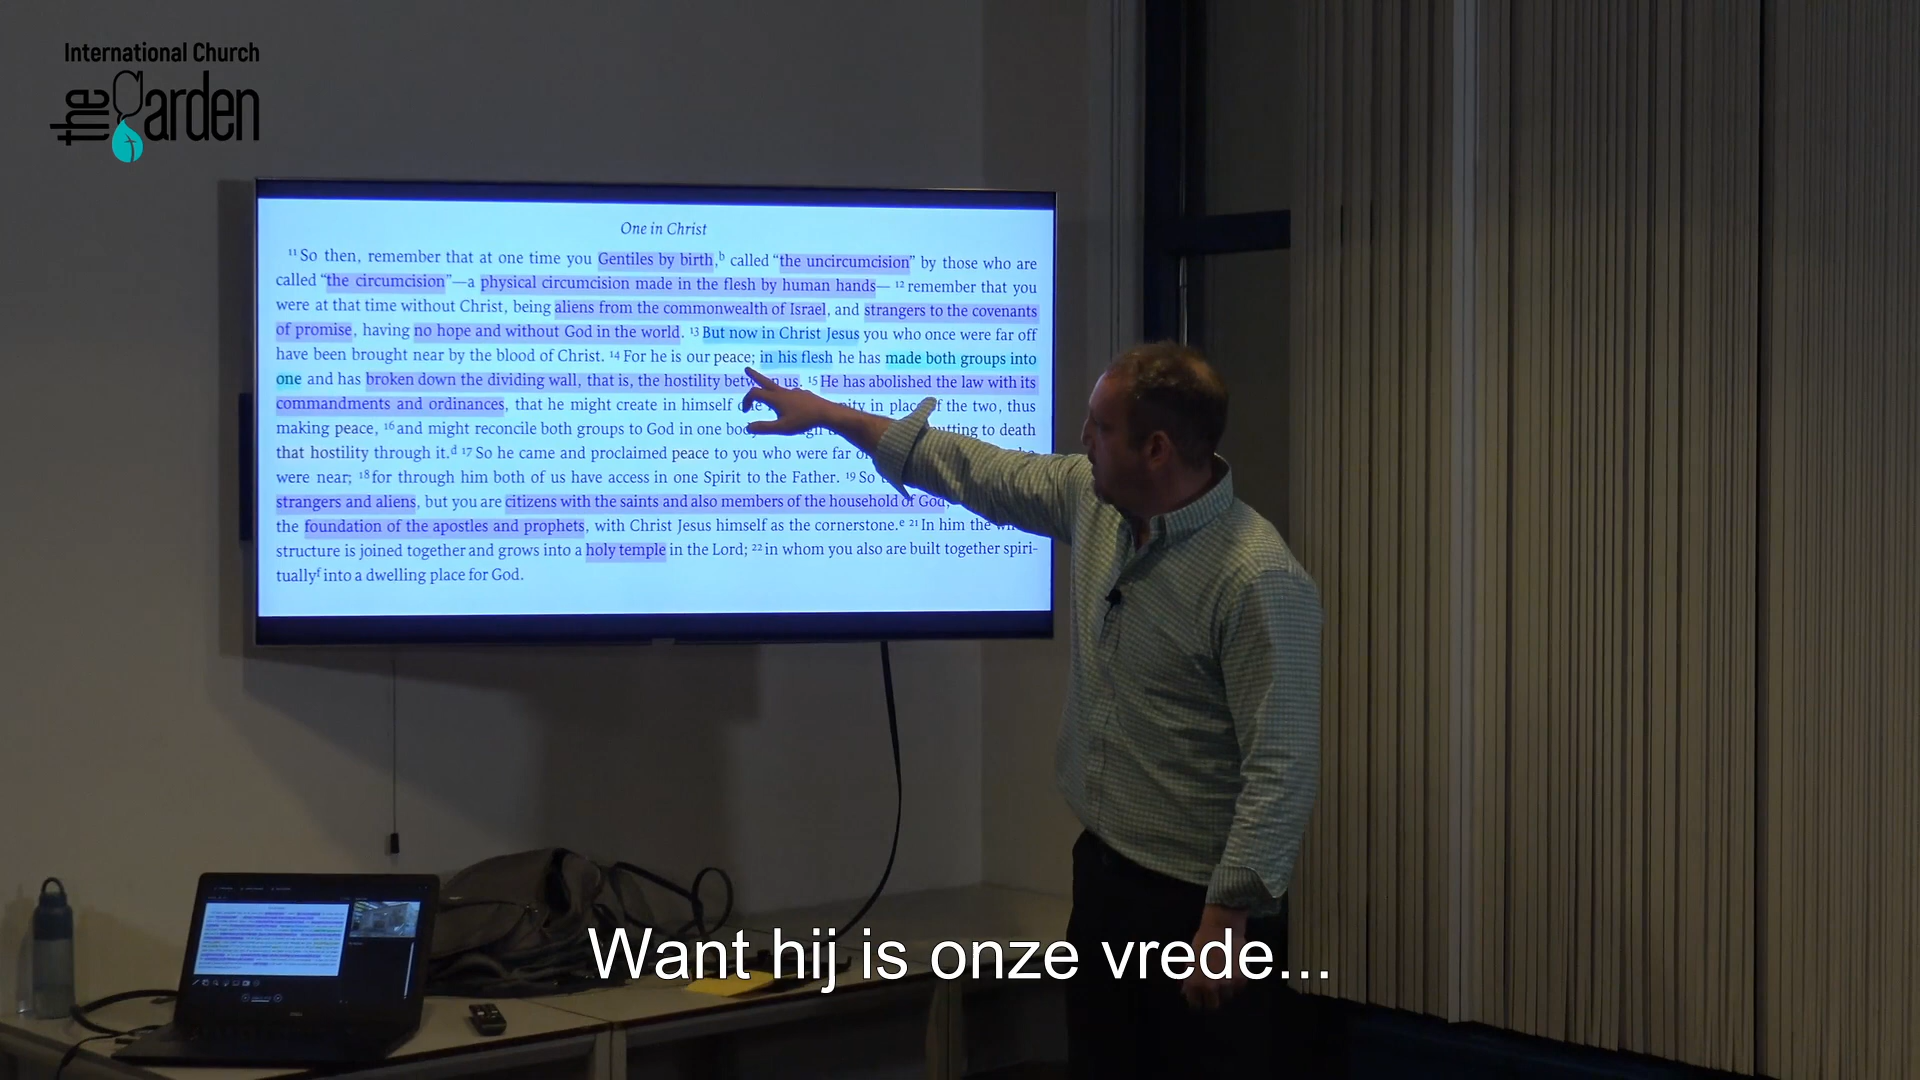 International Church
the Garden
One in Christ
11 So then, remember that at one time you Gentiles by birth,b called “the uncircumcision” by those who are
called “the circumcision”—a physical circumcision made in the flesh by human hands— 12 remember that you
were at that time without Christ, being aliens from the commonwealth of Israel, and strangers to the covenants
of promise, having no hope and without God in the world. 13 But now in Christ Jesus you who once were far off
have been brought near by the blood of Christ. 14 For he is our peace; in his flesh he has made both groups into
one and has broken down the dividing wall, that is, the hostility between us. 15 He has abolished the law with its
commandments and ordinances, that he might create in himself one in place of the two, thus
making peace, 16 and might reconcile both groups to God in one body putting to death
that hostility through it.d 17 So he came and proclaimed peace to you who were far
were near; 18 for through him both of us have access in one Spirit to the Father. 19 So
strangers and aliens, but you are citizens with the saints and also members of the household of God,
the foundation of the apostles and prophets, with Christ Jesus himself as the cornerstone.e 21 In him the
structure is joined together and grows into a holy temple in the Lord; 22 in whom you also are built together spiri-
tuallyf into a dwelling place for God.
Want hij is onze vrede...